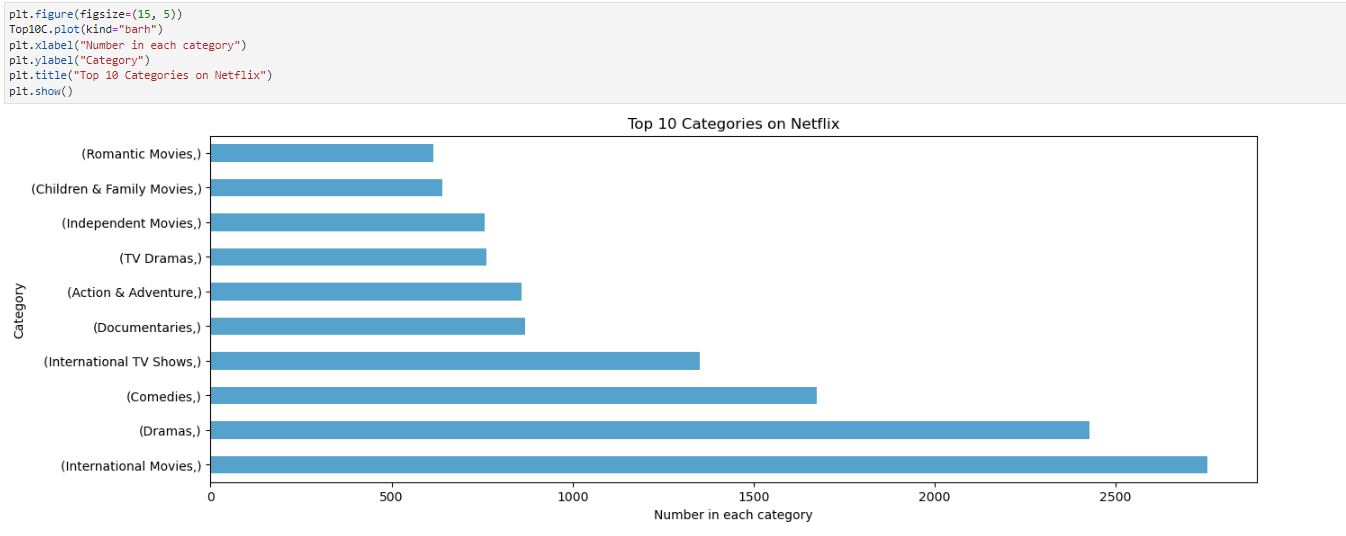 plt.figure(figsize=(15, 5))
Top10C.plot(kind="barh")
plt.xlabel("Number in each category")
plt.ylabel("Category")
plt.title("Top 10 Categories on Netflix")
plt.show()
Top 10 Categories on Netflix
(Romantic Movies,)
(Children & Family Movies,)
(Independent Movies,)
(TV Dramas,)
(Action & Adventure,)
(Documentaries,)
(International TV Shows,)
(Comedies,)
(Dramas,)
(International Movies,)
Category
0 500 1000 1500 2000 2500
Number in each category